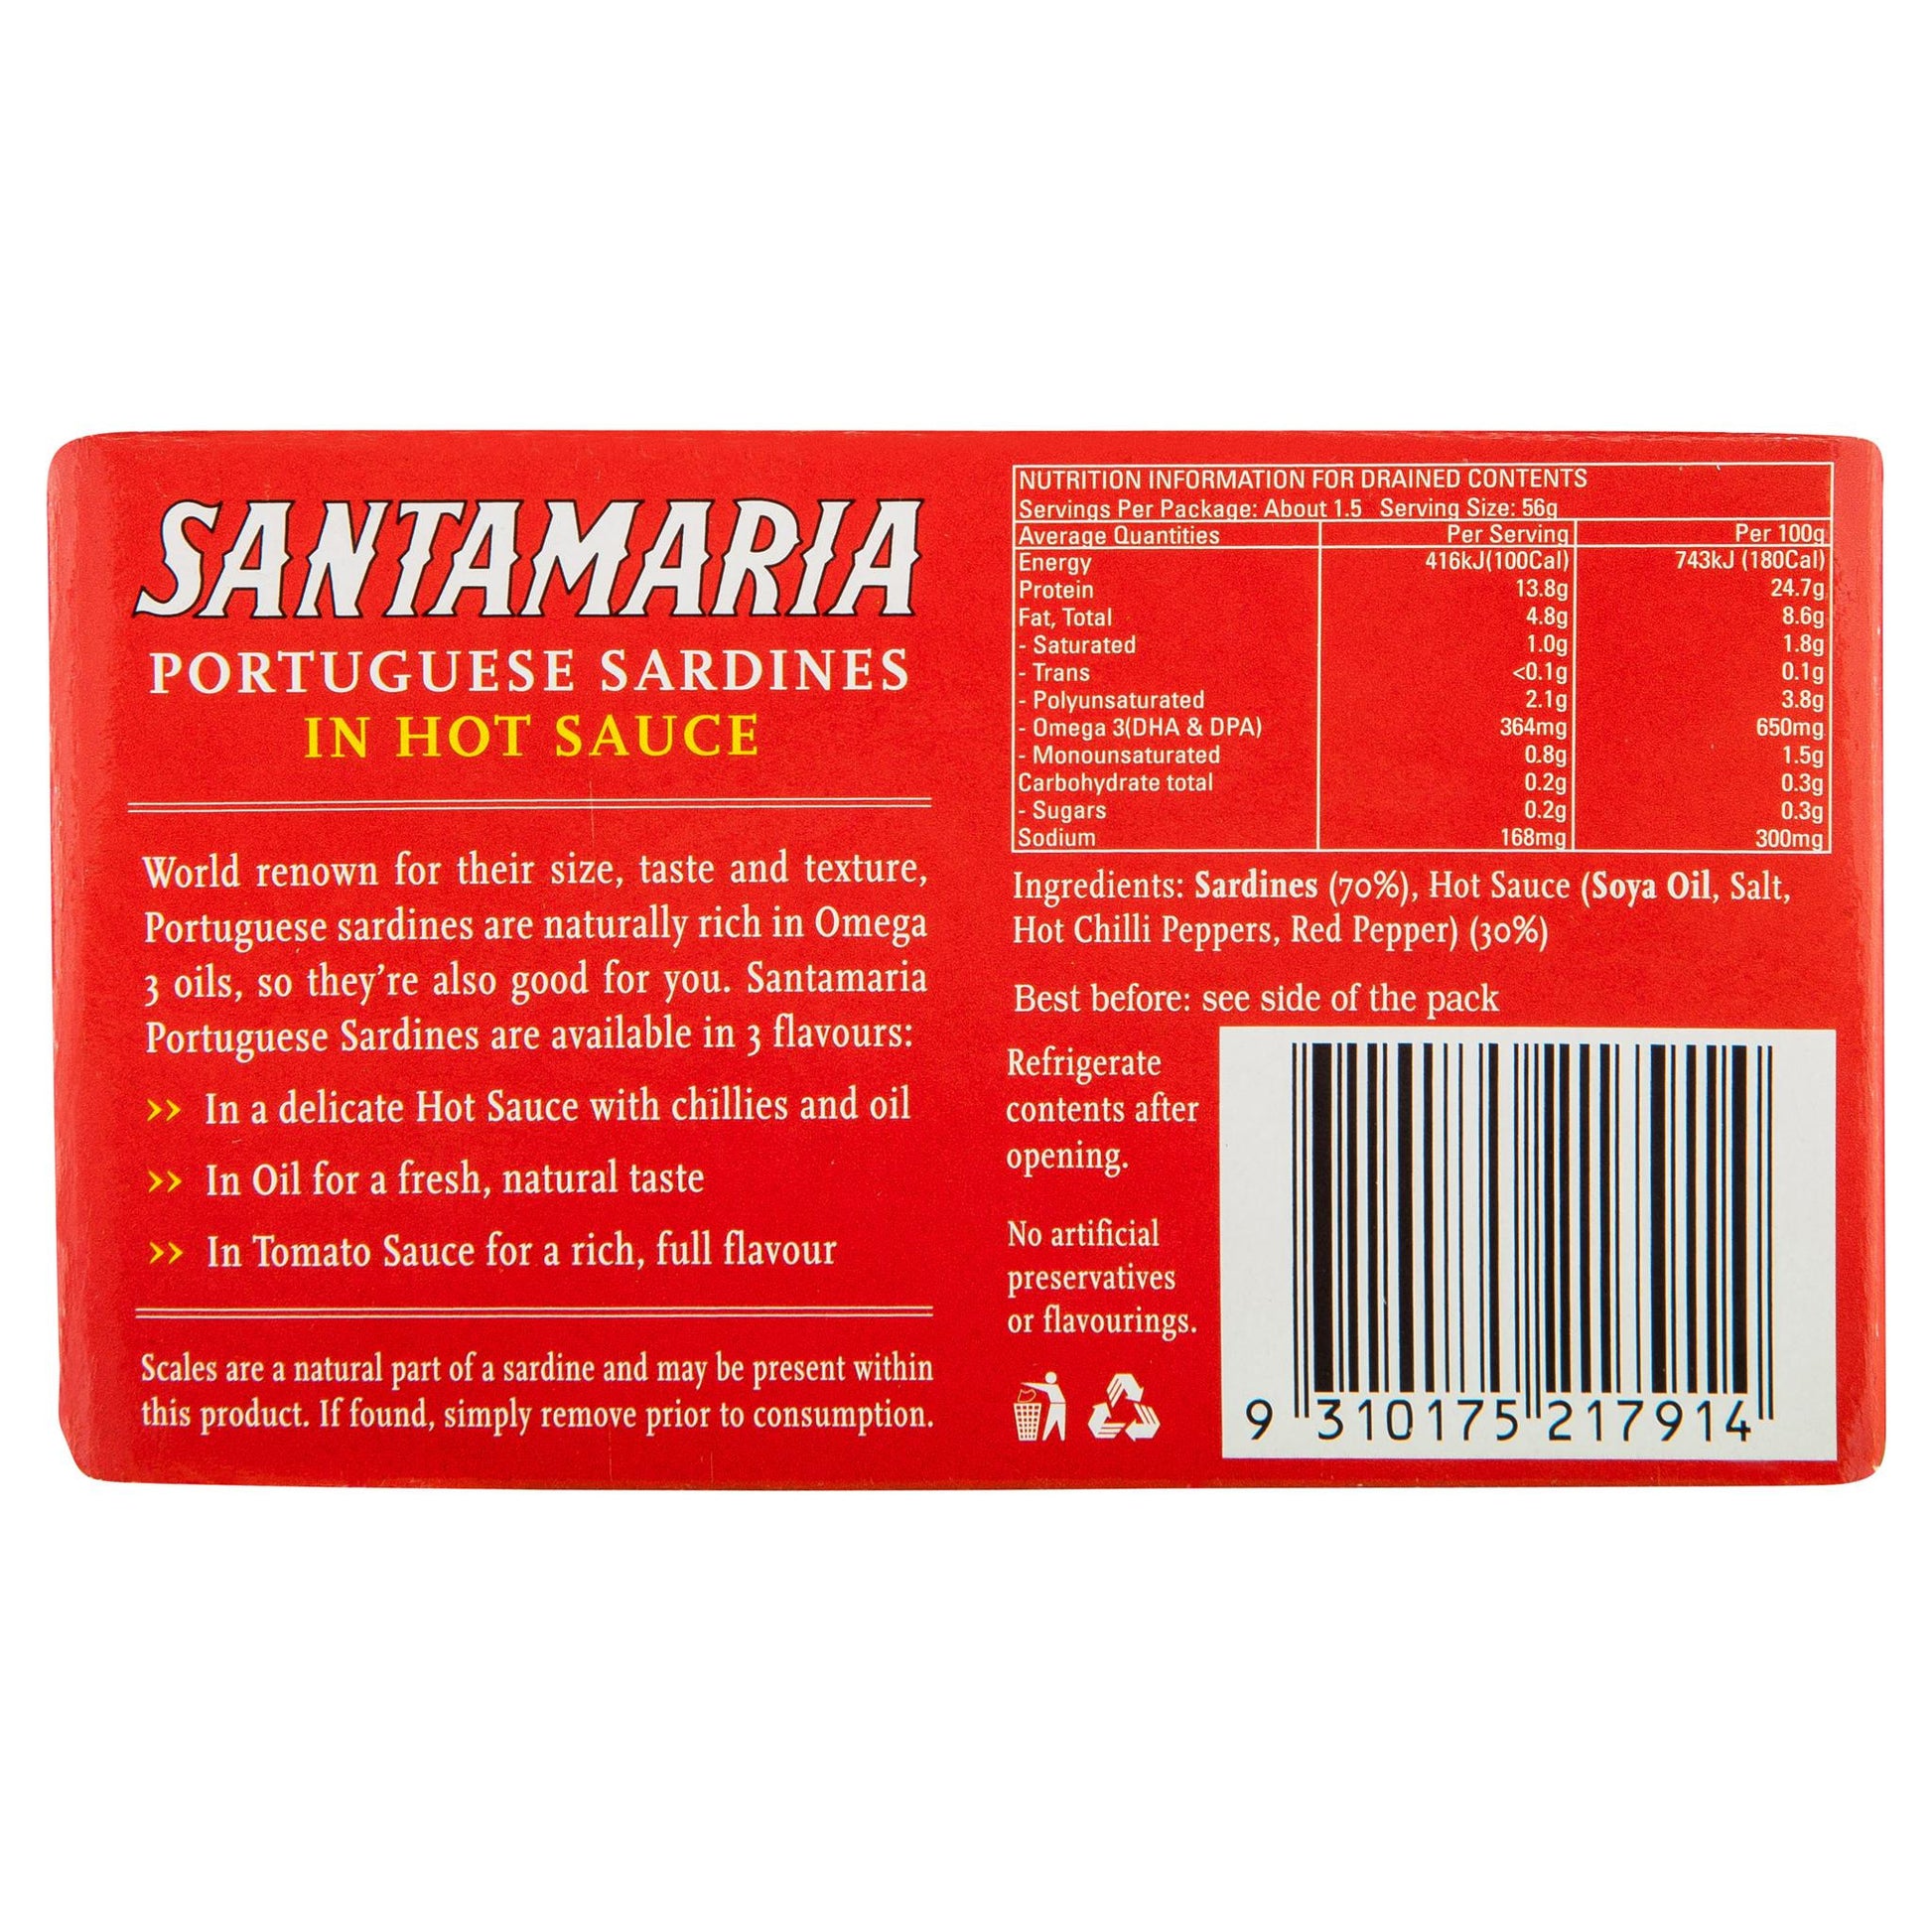 SANTAMARIA
PORTUGUESE SARDINES
IN HOT SAUCE
World renown for their size, taste and texture,
Portuguese sardines are naturally rich in Omega
3 oils, so they're also good for you. Santamaria
Portuguese Sardines are available in 3 flavours:
>> In a delicate Hot Sauce with chillies and oil
>> In Oil for a fresh, natural taste
>> In Tomato Sauce for a rich, full flavour
Scales are a natural part of a sardine and may be present within
this product. If found, simply remove prior to consumption.
NUTRITION INFORMATION FOR DRAINED CONTENTS
Servings Per Package: About 1.5 Serving Size: 56g
Average Quantities Per Serving Per 100g
Energy 416kJ(100Cal) 743kJ (180Cal)
Protein 13.8g 24.7g
Fat, Total 4.8g 8.6g
- Saturated 1.0g 1.8g
- Trans <0.1g 0.1g
- Polyunsaturated 2.1g 3.8g
- Omega 3(DHA & DPA) 364mg 650mg
- Monounsaturated 0.8g 1.5g
Carbohydrate total 0.2g 0.3g
- Sugars 0.2g 0.3g
Sodium 168mg 300mg
Ingredients: Sardines (70%), Hot Sauce (Soya Oil, Salt,
Hot Chilli Peppers, Red Pepper) (30%)
Best before: see side of the pack
Refrigerate
contents after
opening.
No artificial
preservatives
or flavourings.
9 310175 217914